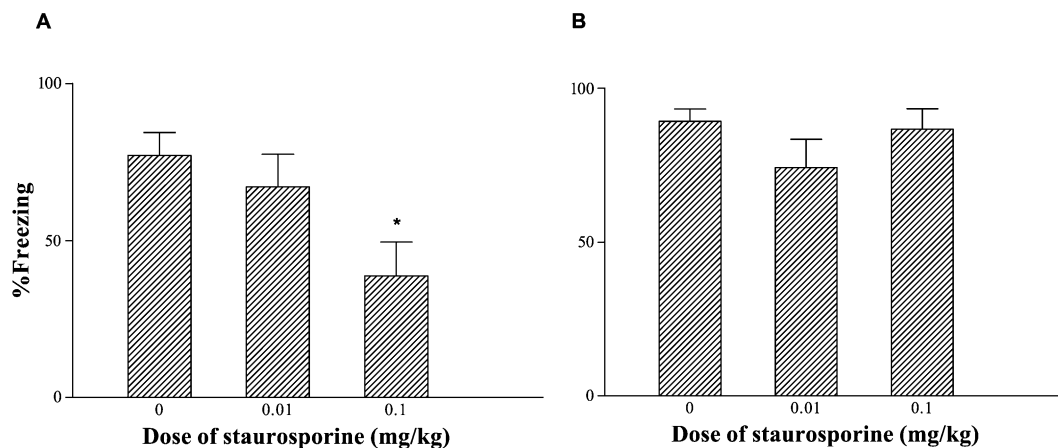 A
B
100
50
0
%Freezing
*
0 0.01 0.1
Dose of staurosporine (mg/kg)
100
50
0
0 0.01 0.1
Dose of staurosporine (mg/kg)